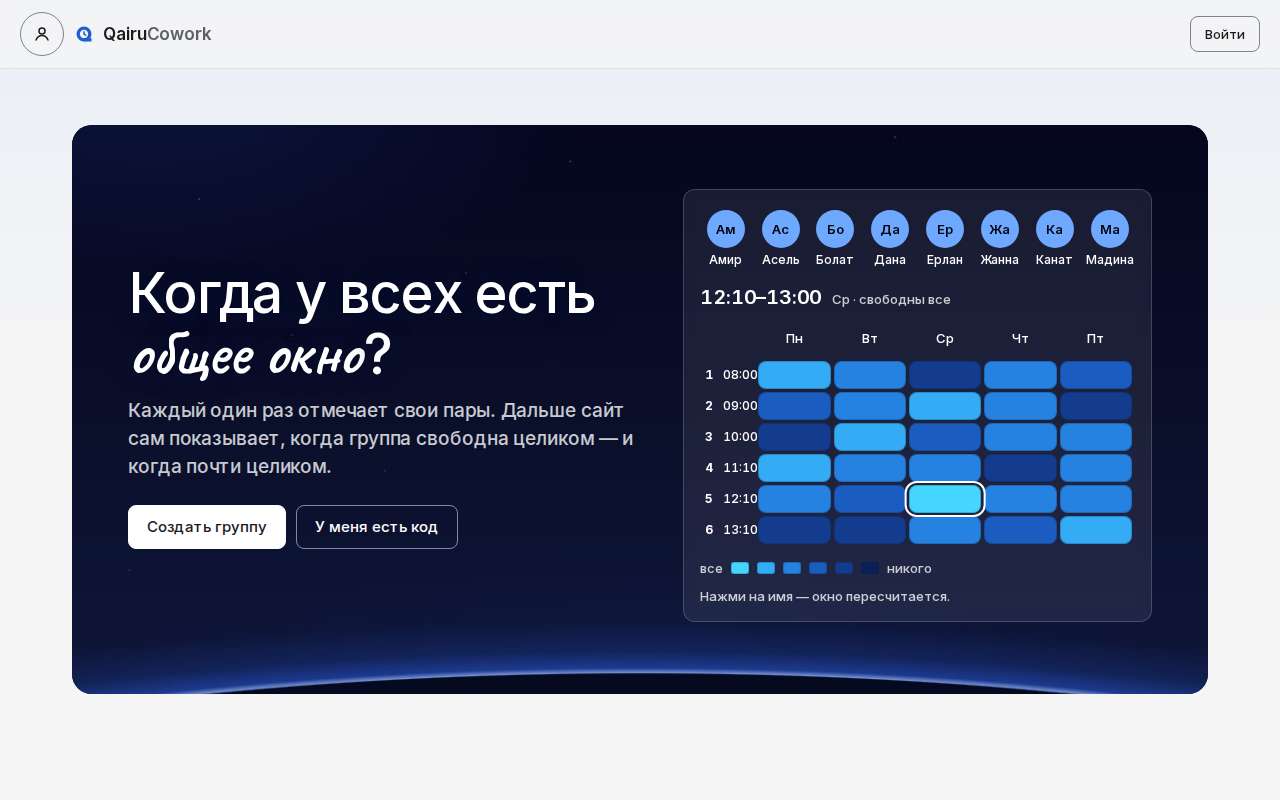 QairuCowork
Войти
Когда у всех есть
общее окно?
Каждый один раз отмечает свои пары. Дальше сайт
сам показывает, когда группа свободна целиком — и
когда почти целиком.
Создать группу
У меня есть код
Ам Ас Бо Да Ер Жа Ка Ма
Амир Асель Болат Дана Ерлан Жанна Канат Мадина
12:10–13:00 Ср · свободны все
Пн Вт Ср Чт Пт
1 08:00
2 09:00
3 10:00
4 11:10
5 12:10
6 13:10
все никого
Нажми на имя — окно пересчитается.